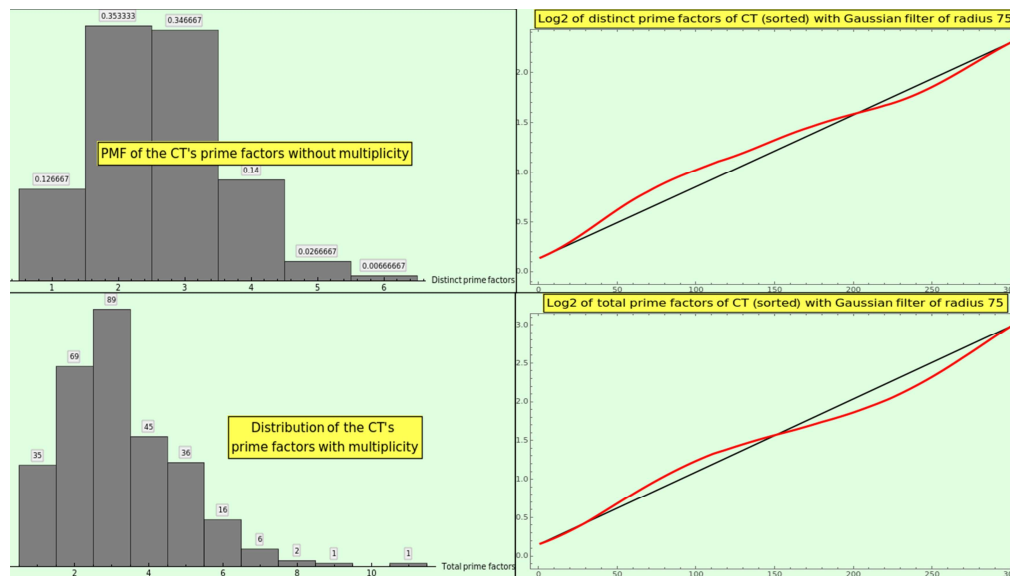 0.353333
0.346667
PMF of the CT's prime factors without multiplicity
0.126667
0.14
0.0266667
0.00666667
1 2 3 4 5 6
Distinct prime factors
Log2 of distinct prime factors of CT (sorted) with Gaussian filter of radius 75
2.0
1.5
1.0
0.5
0.0
0 50 100 150 200 250 300
89
69
45
36
35
16
6
2
1
1
Distribution of the CT's
prime factors with multiplicity
2 4 6 8 10
Total prime factors
Log2 of total prime factors of CT (sorted) with Gaussian filter of radius 75
3.0
2.5
2.0
1.5
1.0
0.5
0.0
0 50 100 150 200 250 300